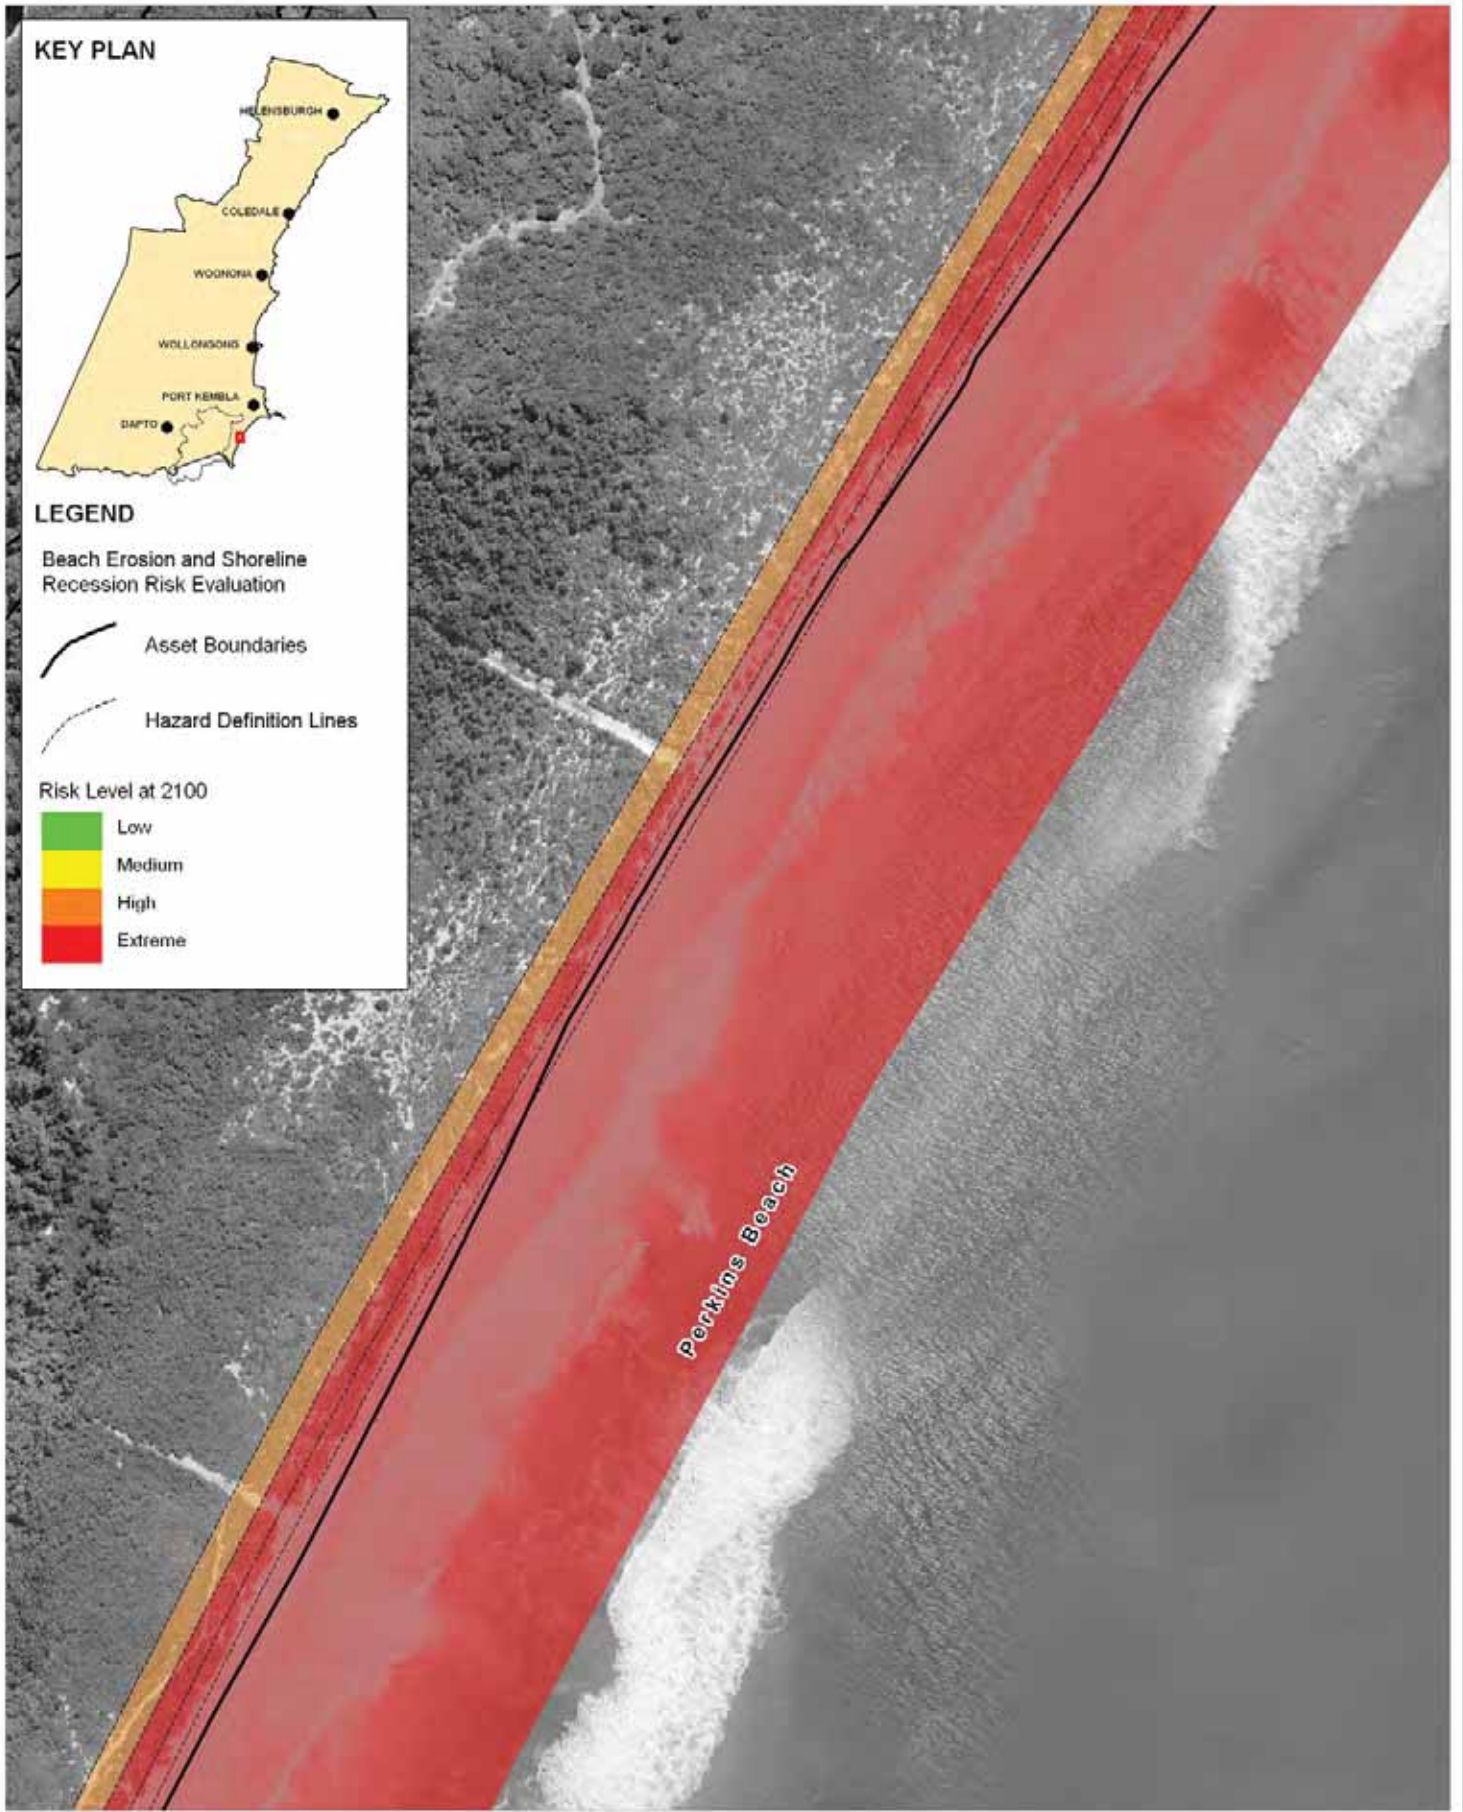 KEY PLAN
HELENSBURGH
COLEDALE
WOONONA
WOLLONGONG
PORT KEMBLA
DAPTO
LEGEND
Beach Erosion and Shoreline
Recession Risk Evaluation
Asset Boundaries
Hazard Definition Lines
Risk Level at 2100
Low
Medium
High
Extreme
Perkins Beach